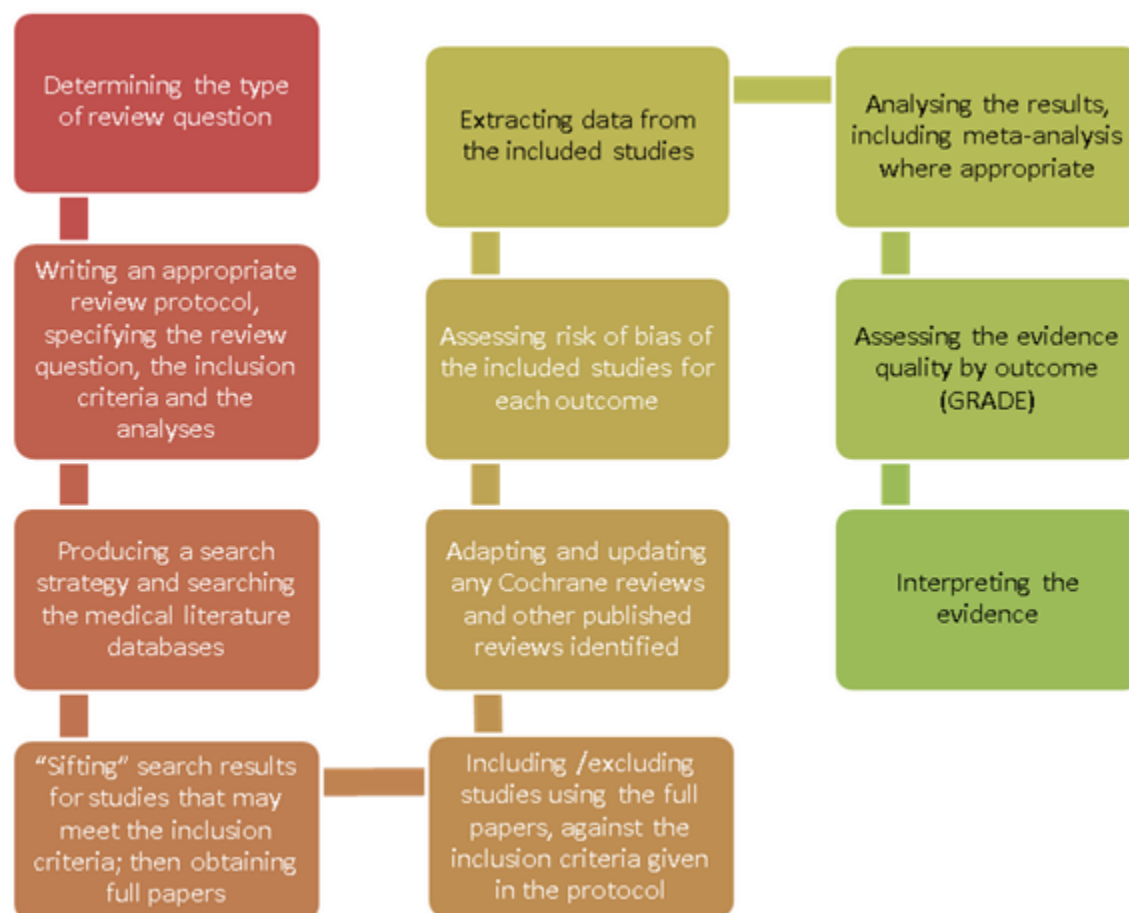 Determining the type
of review question
Writing an appropriate
review protocol,
specifying the review
question, the inclusion
criteria and the
analyses
Producing a search
strategy and searching
the medical literature
databases
“Sifting” search results
for studies that may
meet the inclusion
criteria; then obtaining
full papers
Including /excluding
studies using the full
papers, against the
inclusion criteria given
in the protocol
Adapting and updating
any Cochrane reviews
and other published
reviews identified
Assessing risk of bias of
the included studies for
each outcome
Extracting data from
the included studies
Analysing the results,
including meta-analysis
where appropriate
Assessing the evidence
quality by outcome
(GRADE)
Interpreting the
evidence